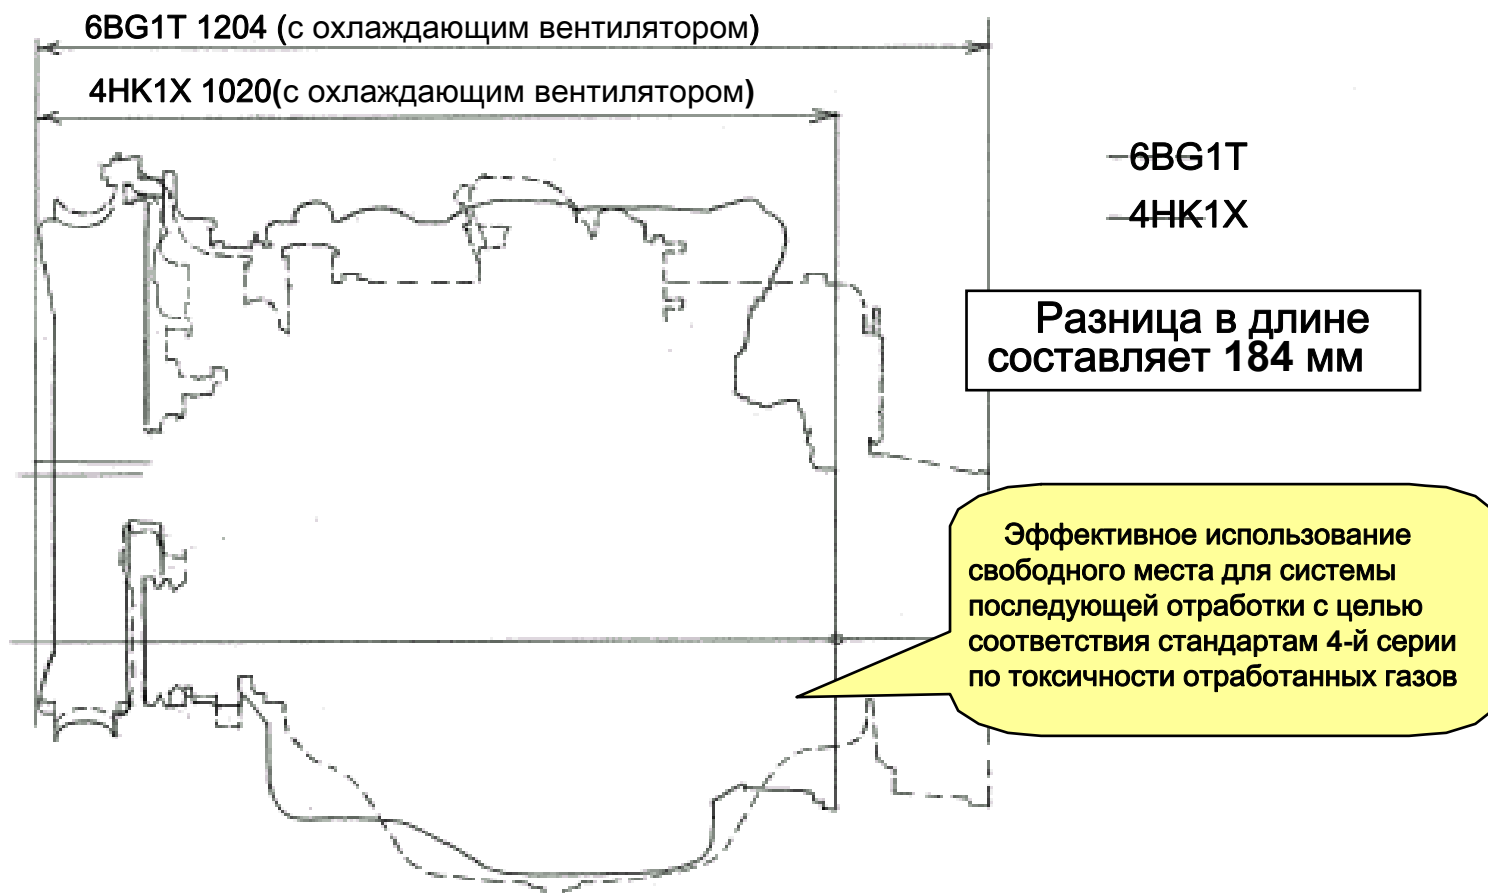 6BG1T 1204 (с охлаждающим вентилятором)
4HK1X 1020(с охлаждающим вентилятором)
6BG1T
4HK1X
Разница в длине
составляет 184 мм
Эффективное использование
свободного места для системы
последующей отработки с целью
соответствия стандартам 4-й серии
по токсичности отработанных газов